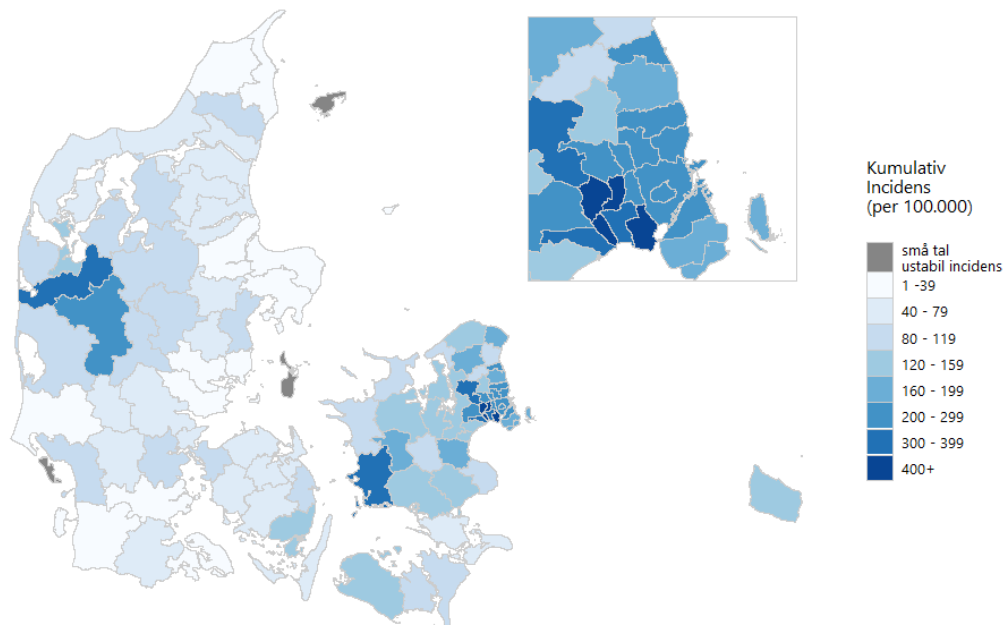 Kumulativ
Incidens
(per 100.000)
små tal
ustabil incidens
1 -39
40 - 79
80 - 119
120 - 159
160 - 199
200 - 299
300 - 399
400+